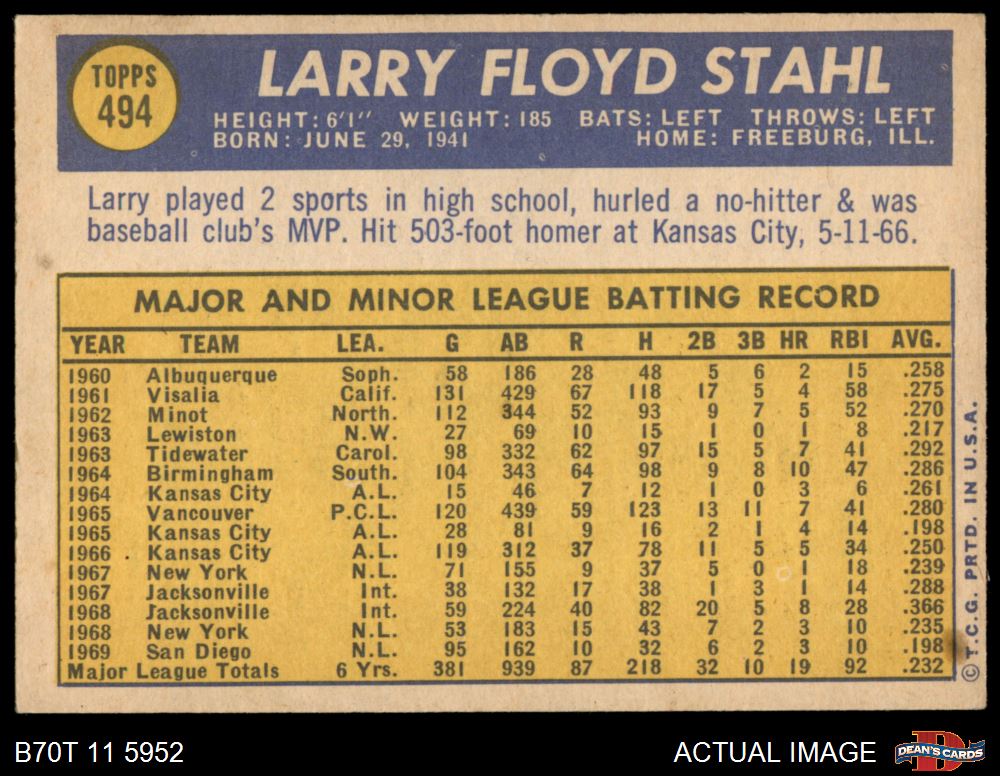 TOPPS
494
LARRY FLOYD STAHL
HEIGHT: 6'1" WEIGHT: 185 BATS: LEFT THROWS: LEFT
BORN: JUNE 29, 1941 HOME: FREEBURG, ILL.
Larry played 2 sports in high school, hurled a no-hitter & was
baseball club's MVP. Hit 503-foot homer at Kansas City, 5-11-66.
MAJOR AND MINOR LEAGUE BATTING RECORD
YEAR TEAM LEA. G AB R H 2B 3B HR RBI AVG.
1960 Albuquerque Soph. 58 186 28 48 5 6 2 15 .258
1961 Visalia Calif. 131 429 67 118 17 5 4 58 .275
1962 Minot North. 112 344 52 93 9 7 5 52 .270
1963 Lewiston N.W. 27 69 10 15 1 0 1 8 .217
1963 Tidewater Carol. 98 332 62 97 15 5 7 41 .292
1964 Birmingham South. 104 343 64 98 9 8 10 47 .286
1964 Kansas City A.L. 15 46 7 12 1 0 3 6 .261
1965 Vancouver P.C.L. 120 439 59 123 13 11 7 41 .280
1965 Kansas City A.L. 28 81 9 16 2 1 4 14 .198
1966 Kansas City A.L. 119 312 37 78 11 5 5 34 .250
1967 New York N.L. 71 155 9 37 5 0 1 18 .239
1967 Jacksonville Int. 38 132 17 38 1 3 1 14 .288
1968 Jacksonville Int. 59 224 40 82 20 5 8 28 .366
1968 New York N.L. 53 183 15 43 7 2 3 10 .235
1969 San Diego N.L. 95 162 10 32 6 2 3 10 .198
Major League Totals 6 Yrs. 381 939 87 218 32 10 19 92 .232
© T.C.G. PRTD. IN U.S.A.
B70T 11 5952
ACTUAL IMAGE
DEAN'S CARDS